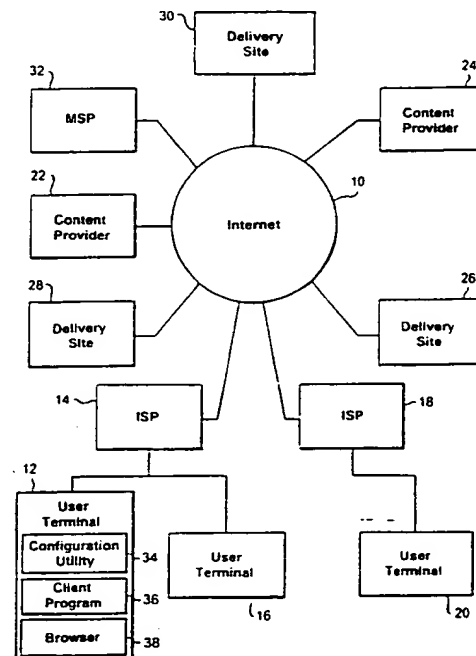 30
Delivery
Site
32
MSP
24
Content
Provider
22
Content
Provider
10
Internet
28
Delivery
Site
26
Delivery
Site
14
ISP
ISP
18
12
User
Terminal
Configuration
Utility
34
Client
Program
36
Browser
38
User
Terminal
16
User
Terminal
20